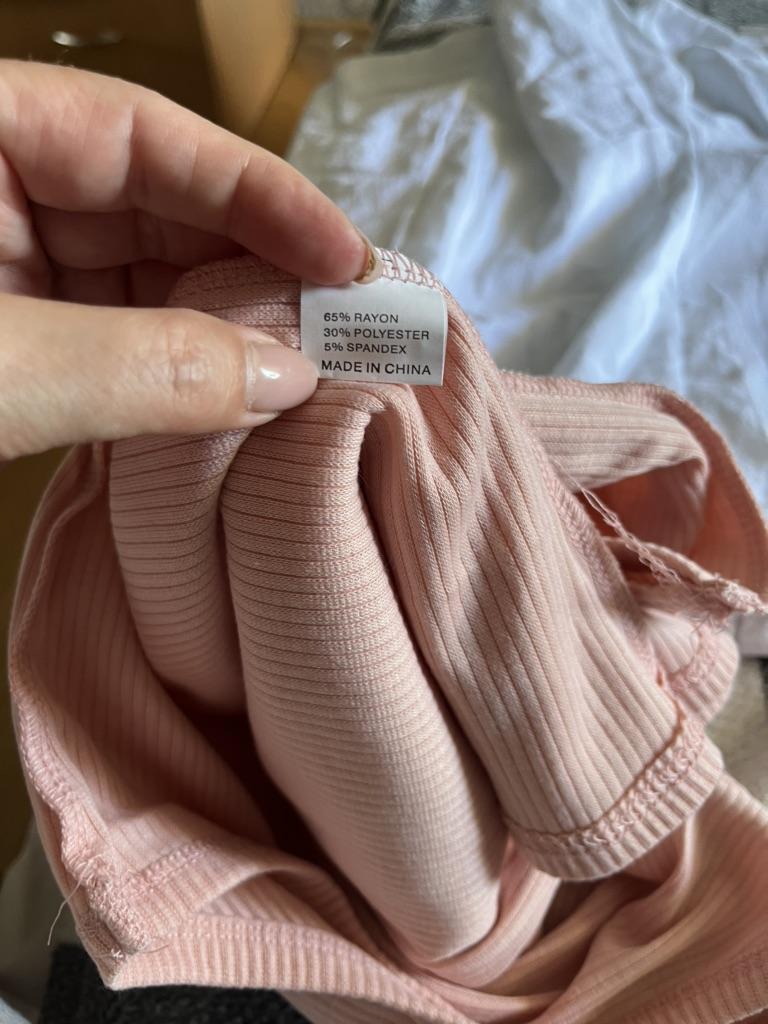 65% RAYON
30% POLYESTER
5% SPANDEX
MADE IN CHINA